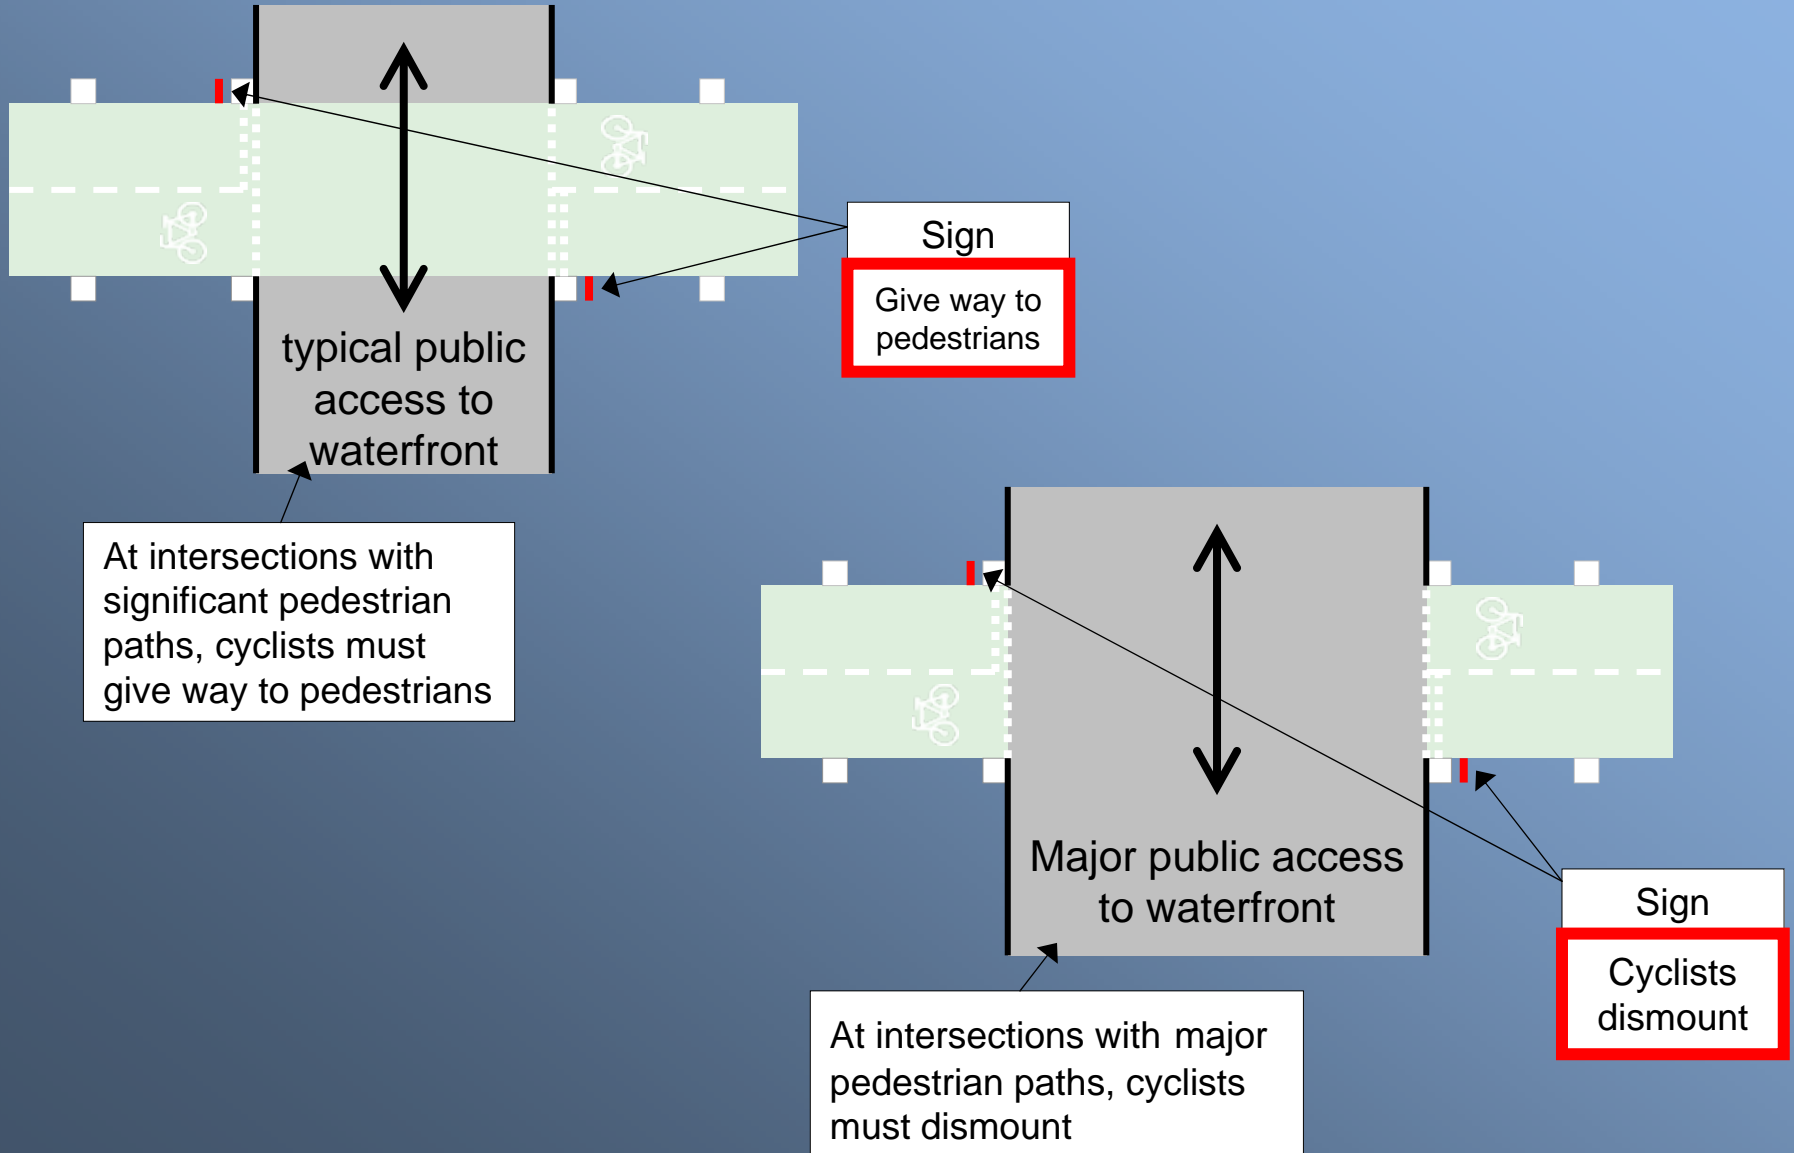 Sign
Give way to
pedestrians
typical public
access to
waterfront
At intersections with
significant pedestrian
paths, cyclists must
give way to pedestrians
Major public access
to waterfront
Sign
Cyclists
dismount
At intersections with major
pedestrian paths, cyclists
must dismount